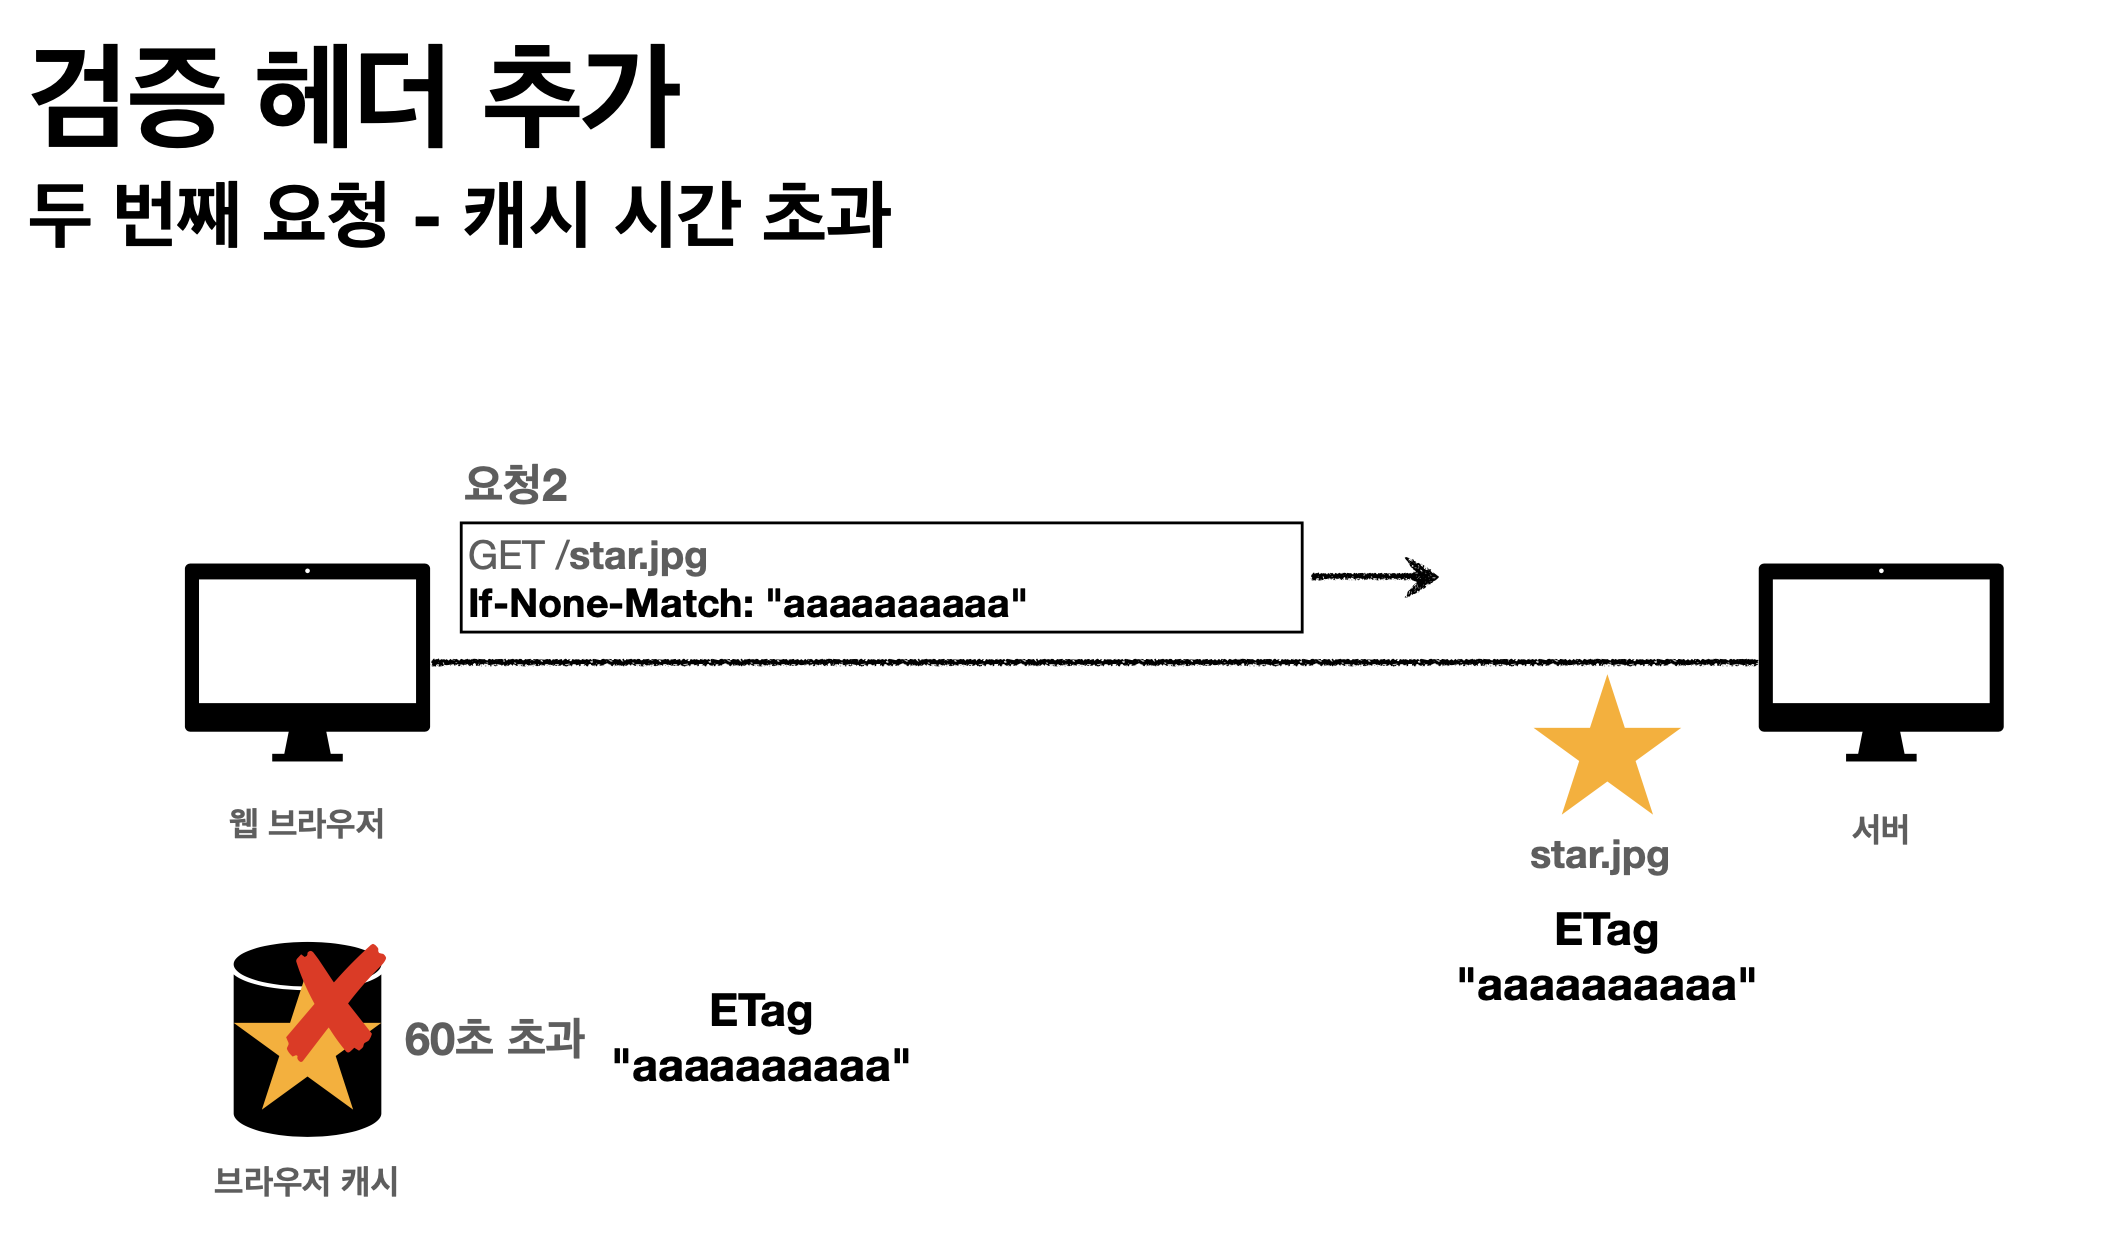 검증 헤더 추가
두 번째 요청 - 캐시 시간 초과
요청2
GET /star.jpg
If-None-Match: "aaaaaaaaaa"
웹 브라우저
서버
star.jpg
ETag
"aaaaaaaaaa"
60초 초과
ETag
"aaaaaaaaaa"
브라우저 캐시